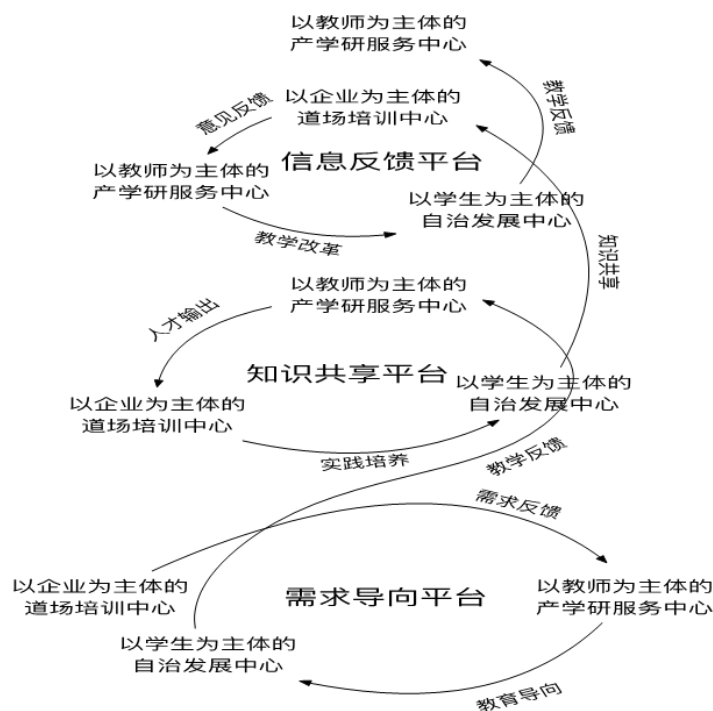 以教师为主体的
产学研服务中心
以企业为主体的
道场培训中心
意见反馈
教学反馈
信息反馈平台
以教师为主体的
产学研服务中心
以学生为主体的
自治发展中心
教学改革
知识共享
以教师为主体的
产学研服务中心
人才输出
知识共享平台
以学生为主体的
自治发展中心
以企业为主体的
道场培训中心
实践培养
教学反馈
需求反馈
以企业为主体的
道场培训中心
需求导向平台
以教师为主体的
产学研服务中心
以学生为主体的
自治发展中心
教育导向